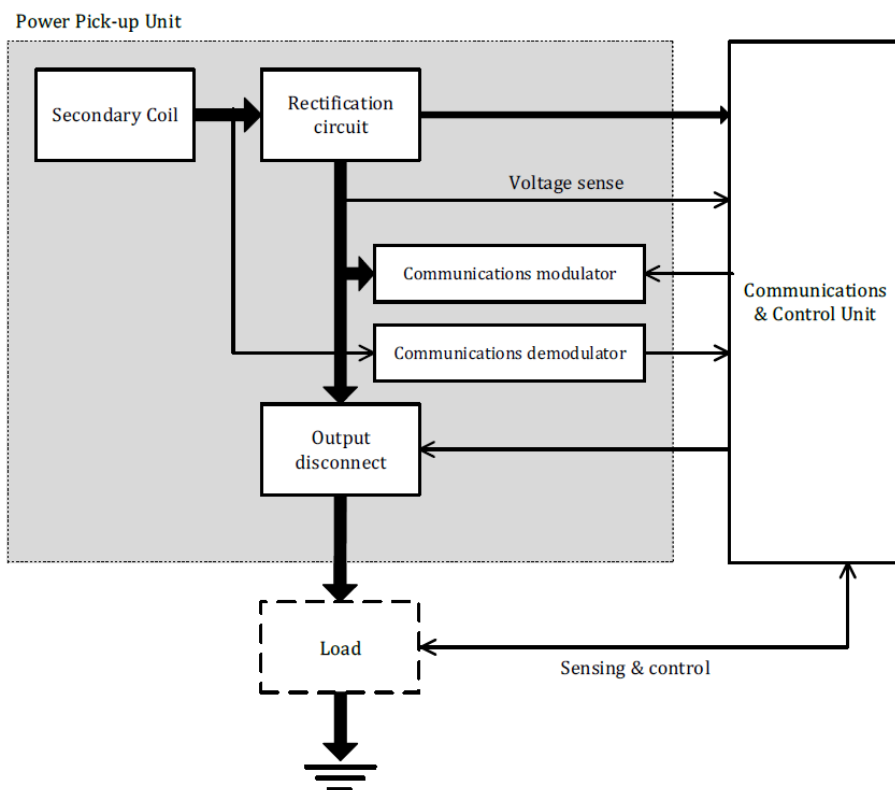 Power Pick-up Unit
Secondary Coil
Rectification
circuit
Voltage sense
Communications modulator
Communications
& Control Unit
Communications demodulator
Output
disconnect
Load
Sensing & control